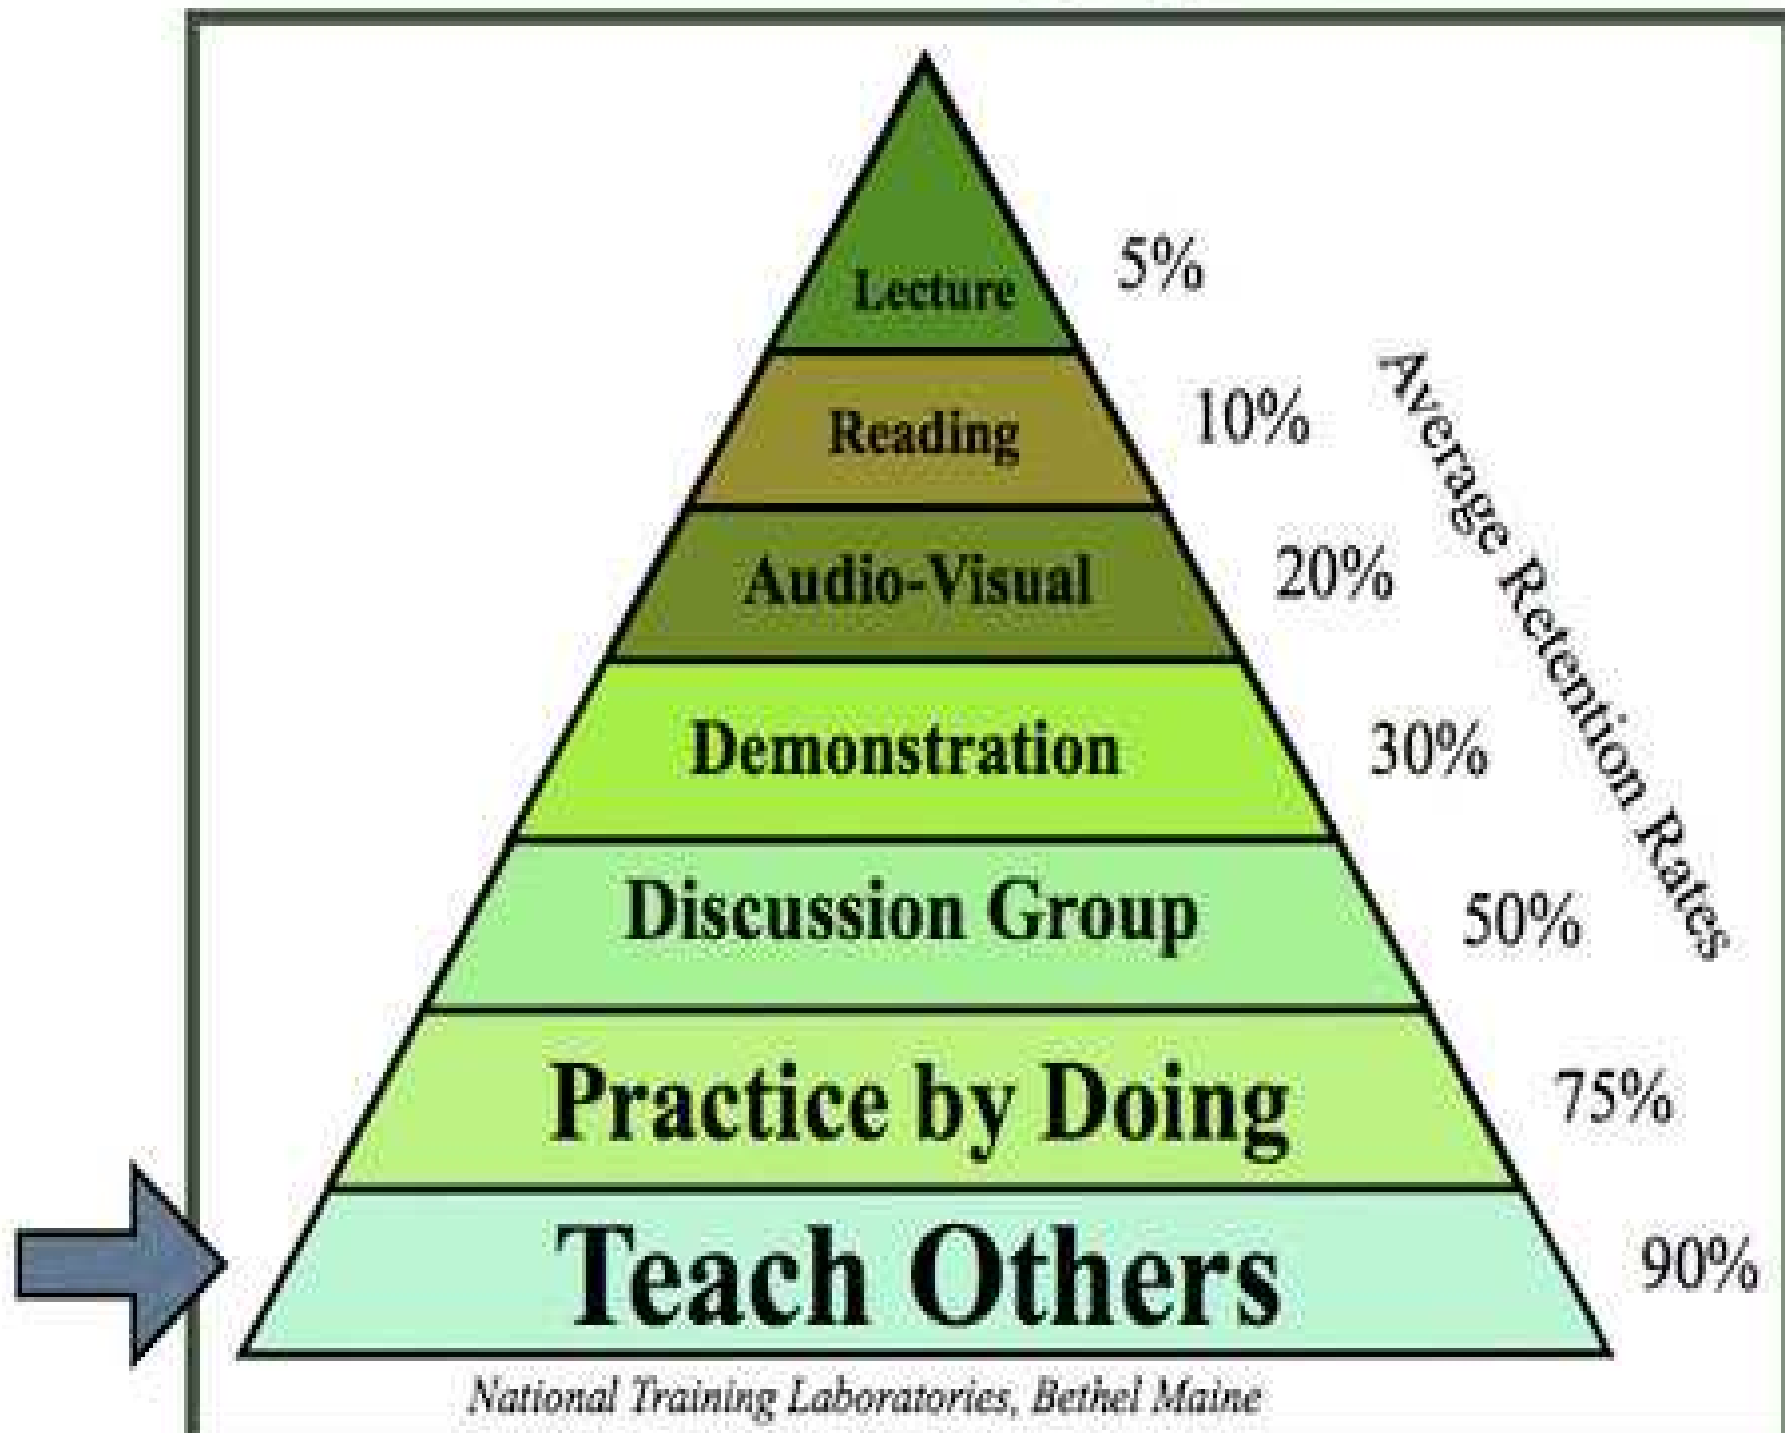 Lecture
5%
Reading
10%
Audio-Visual
20%
Demonstration
30%
Discussion Group
50%
Practice by Doing
75%
Teach Others
90%
Average Retention Rates
National Training Laboratories, Bethel Maine